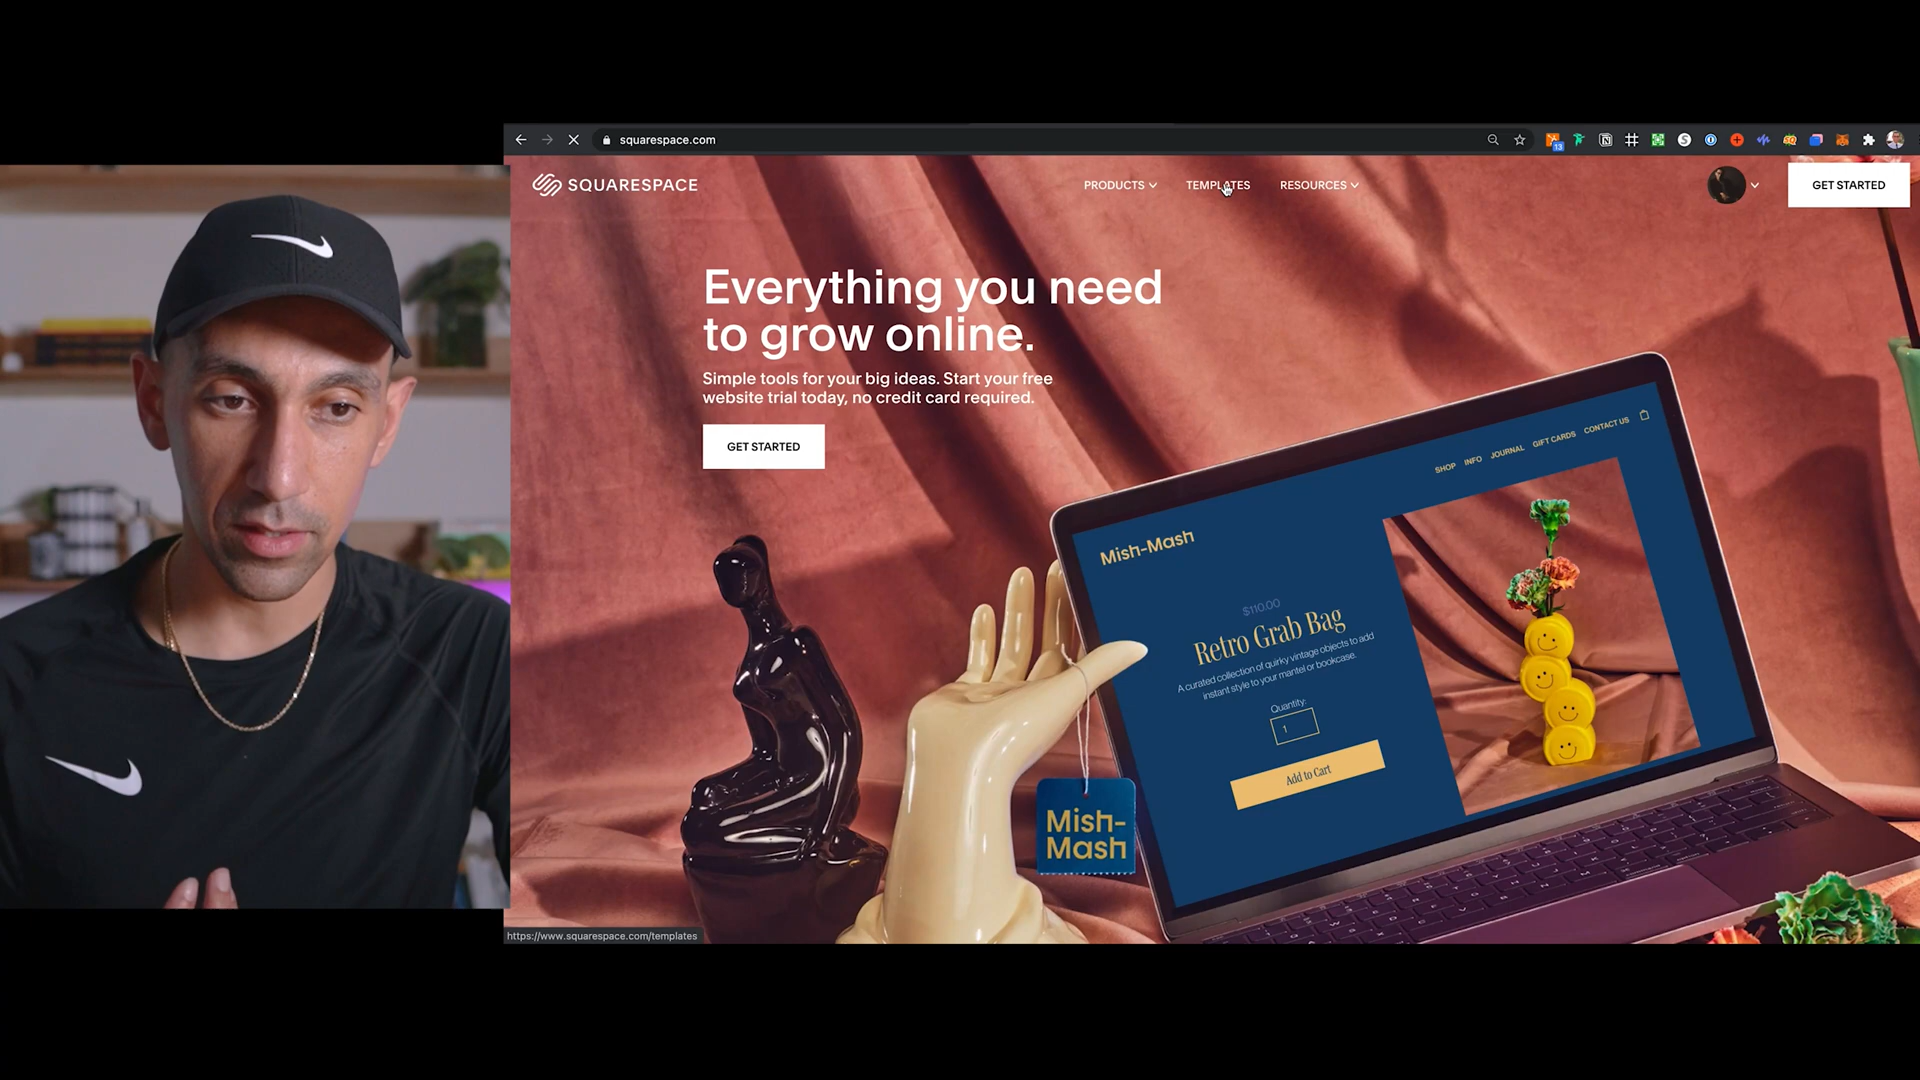 squarespace.com
13
SQUARESPACE
PRODUCTS
TEMPLATES
RESOURCES
GET STARTED
Everything you need
to grow online.
Simple tools for your big ideas. Start your free
website trial today, no credit card required.
GET STARTED
SHOP INFO JOURNAL GIFT CARDS CONTACT US
Mish-Mash
$110.00
Retro Grab Bag
A curated collection of quirky vintage objects to add
instant style to your mantel or bookcase.
Quantity:
1
Add to Cart
Mish-
Mash
https://www.squarespace.com/templates